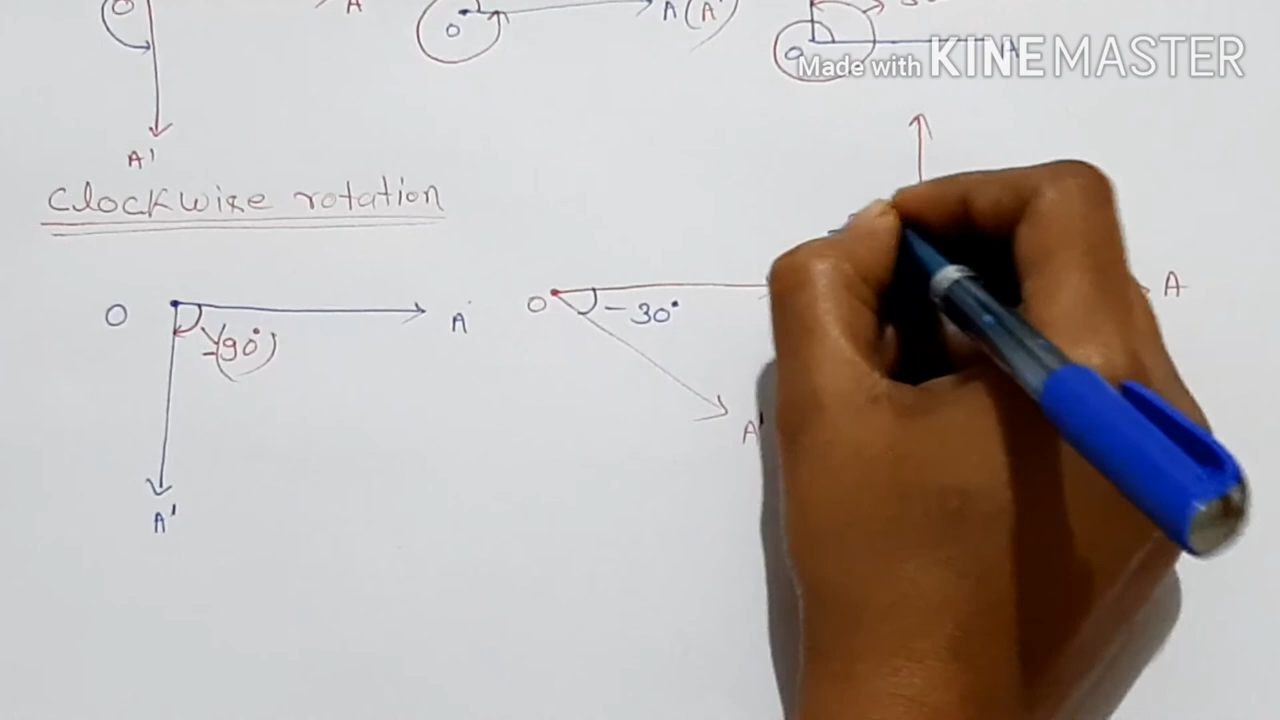 O A
O A(A')
O A
Made with KINEMASTER
A'
Clockwise rotation
O A
-(90°)
A'
O -30°
A'
A